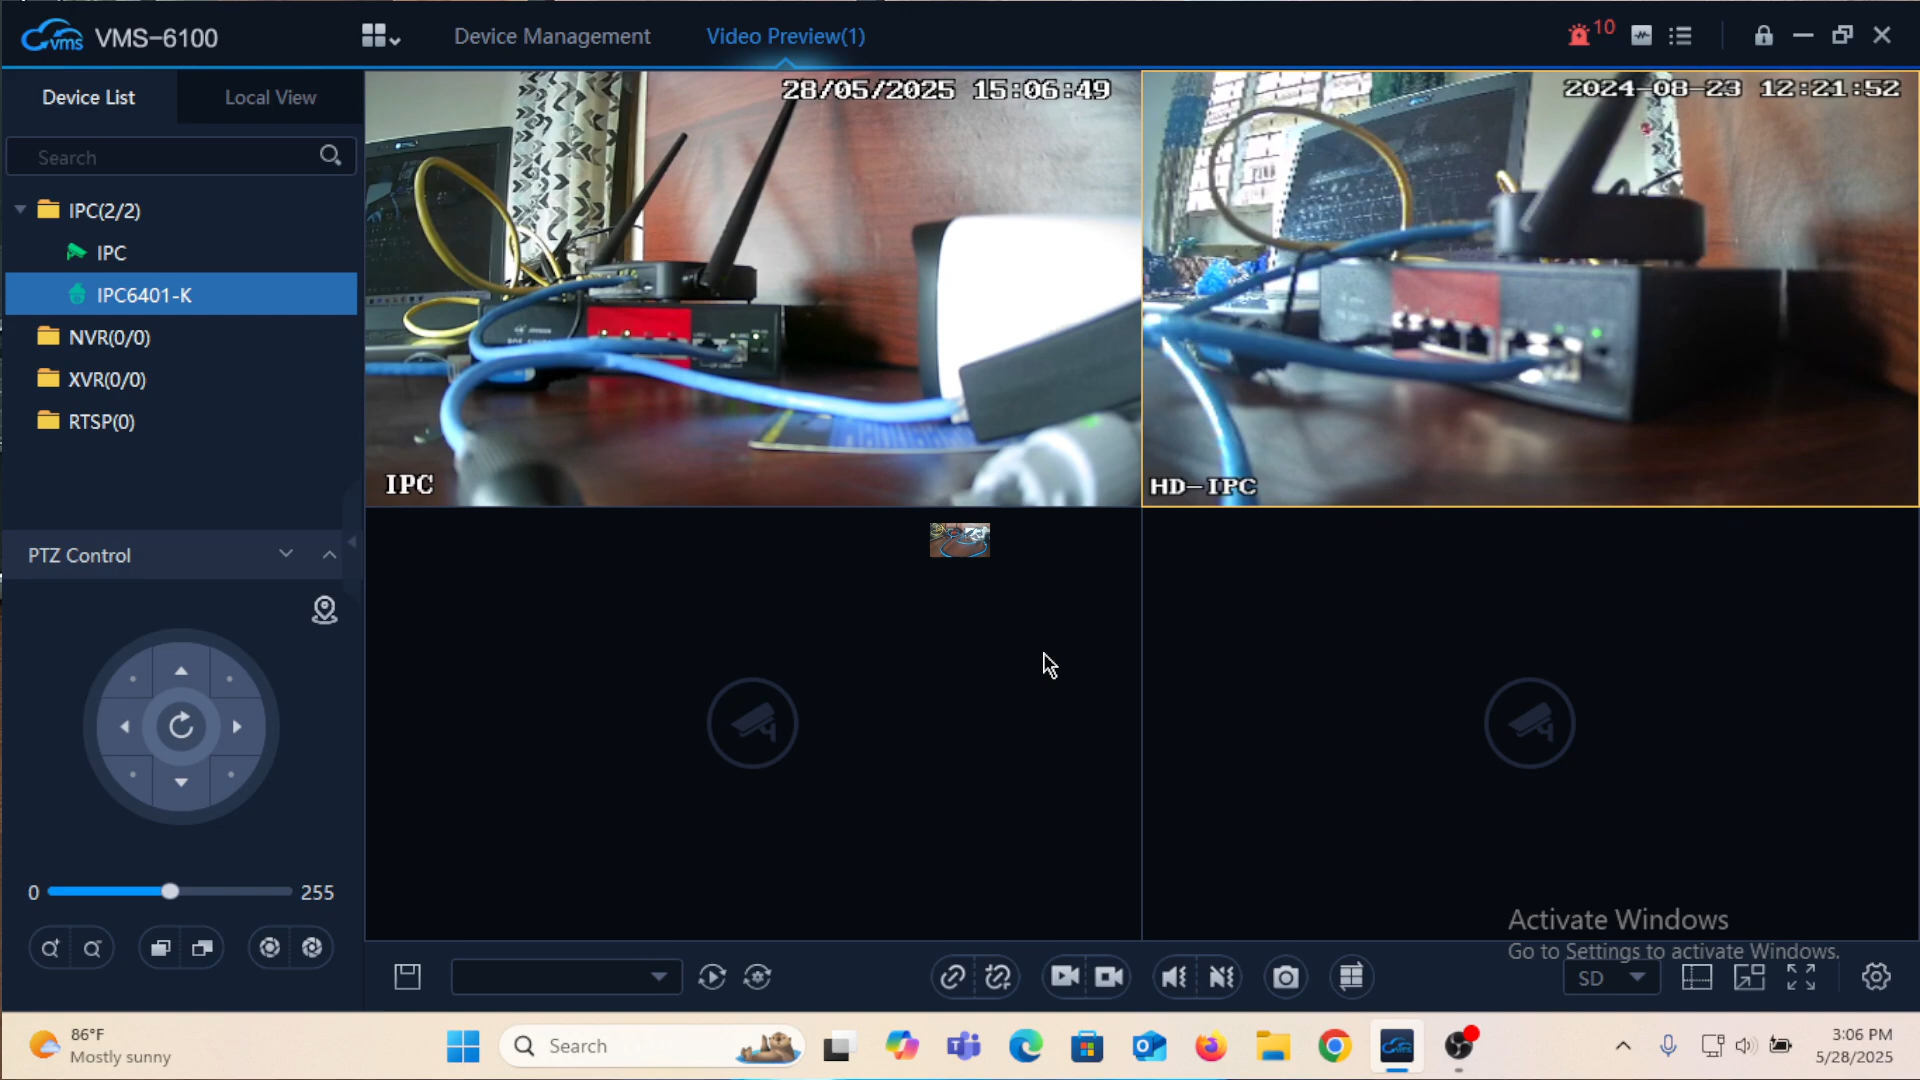 vms VMS-6100
Device Management
Video Preview(1)
10
Device List
Local View
Search
IPC(2/2)
IPC
IPC6401-K
NVR(0/0)
XVR(0/0)
RTSP(0)
28/05/2025 15:06:49
IPC
2024-08-23 12:21:52
HD-IPC
PTZ Control
0
255
Activate Windows
Go to Settings to activate Windows.
SD
86°F
Mostly sunny
Search
3:06 PM
5/28/2025